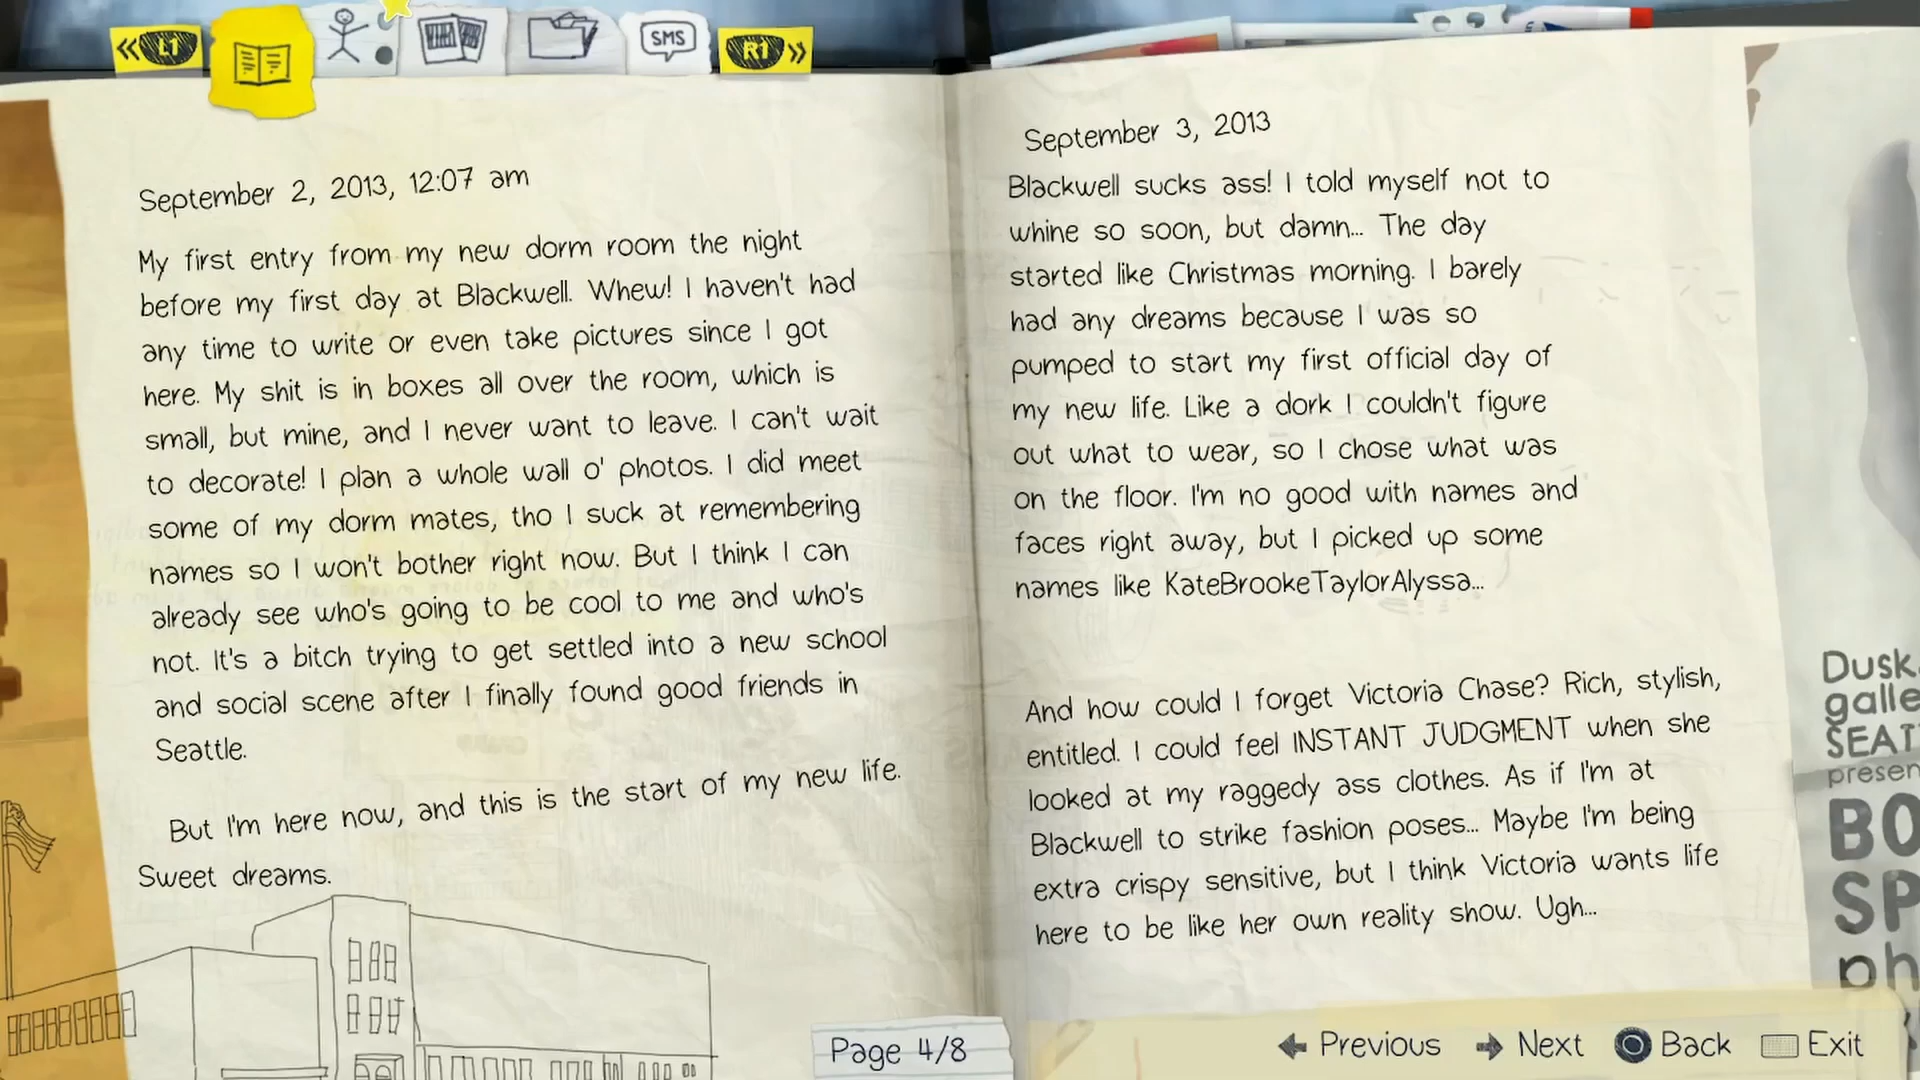 L1
SMS
R1
September 2, 2013, 12:07 am
My first entry from my new dorm room the night
before my first day at Blackwell. Whew! I haven't had
any time to write or even take pictures since I got
here. My shit is in boxes all over the room, which is
small, but mine, and I never want to leave. I can't wait
to decorate! I plan a whole wall o' photos. I did meet
some of my dorm mates, tho I suck at remembering
names so I won't bother right now. But I think I can
already see who's going to be cool to me and who's
not. It's a bitch trying to get settled into a new school
and social scene after I finally found good friends in
Seattle.
But I'm here now, and this is the start of my new life.
Sweet dreams.
September 3, 2013
Blackwell sucks ass! I told myself not to
whine so soon, but damn... The day
started like Christmas morning. I barely
had any dreams because I was so
pumped to start my first official day of
my new life. Like a dork I couldn't figure
out what to wear, so I chose what was
on the floor. I'm no good with names and
faces right away, but I picked up some
names like KateBrookeTaylorAlyssa...
And how could I forget Victoria Chase? Rich, stylish,
entitled. I could feel INSTANT JUDGMENT when she
looked at my raggedy ass clothes. As if I'm at
Blackwell to strike fashion poses... Maybe I'm being
extra crispy sensitive, but I think Victoria wants life
here to be like her own reality show. Ugh...
Dusk
galle
SEAT
presen
BO
SP
ph
Page 4/8
Previous Next Back Exit